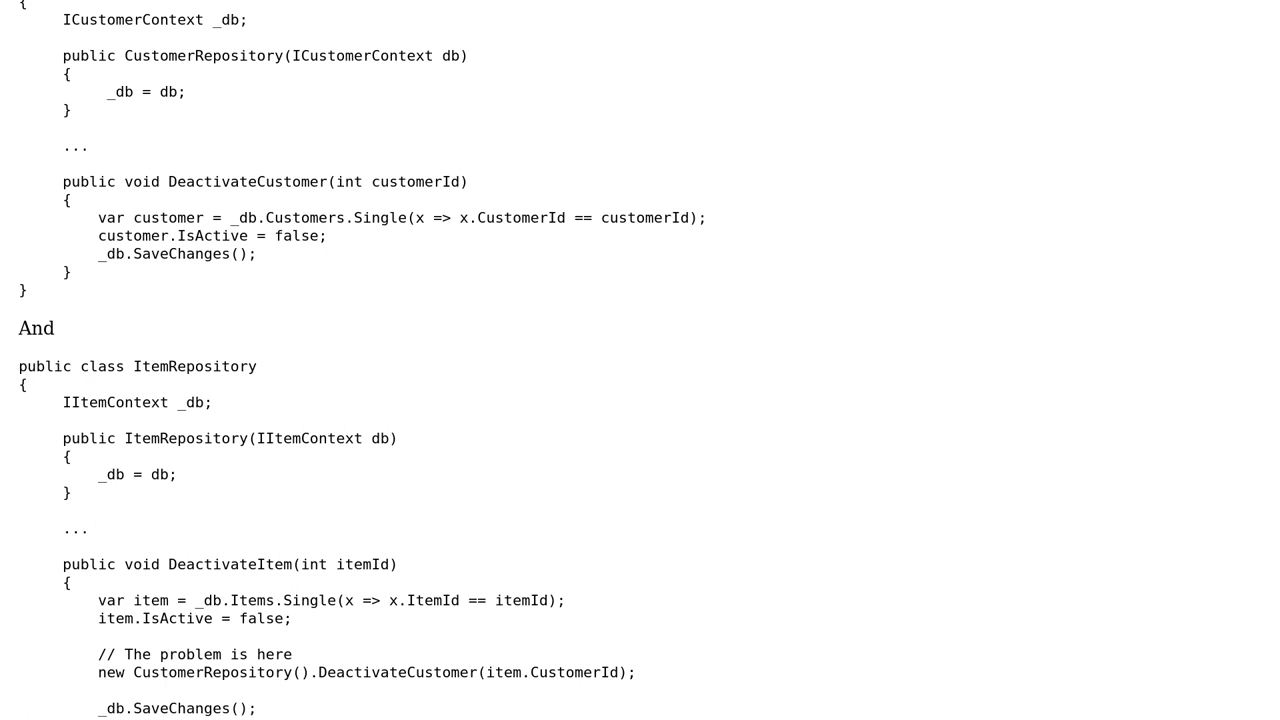 {
ICustomerContext _db;
public CustomerRepository(ICustomerContext db)
{
_db = db;
}
...
public void DeactivateCustomer(int customerId)
{
var customer = _db.Customers.Single(x => x.CustomerId == customerId);
customer.IsActive = false;
_db.SaveChanges();
}
}
And
public class ItemRepository
{
IItemContext _db;
public ItemRepository(IItemContext db)
{
_db = db;
}
...
public void DeactivateItem(int itemId)
{
var item = _db.Items.Single(x => x.ItemId == itemId);
item.IsActive = false;
// The problem is here
new CustomerRepository().DeactivateCustomer(item.CustomerId);
_db.SaveChanges();